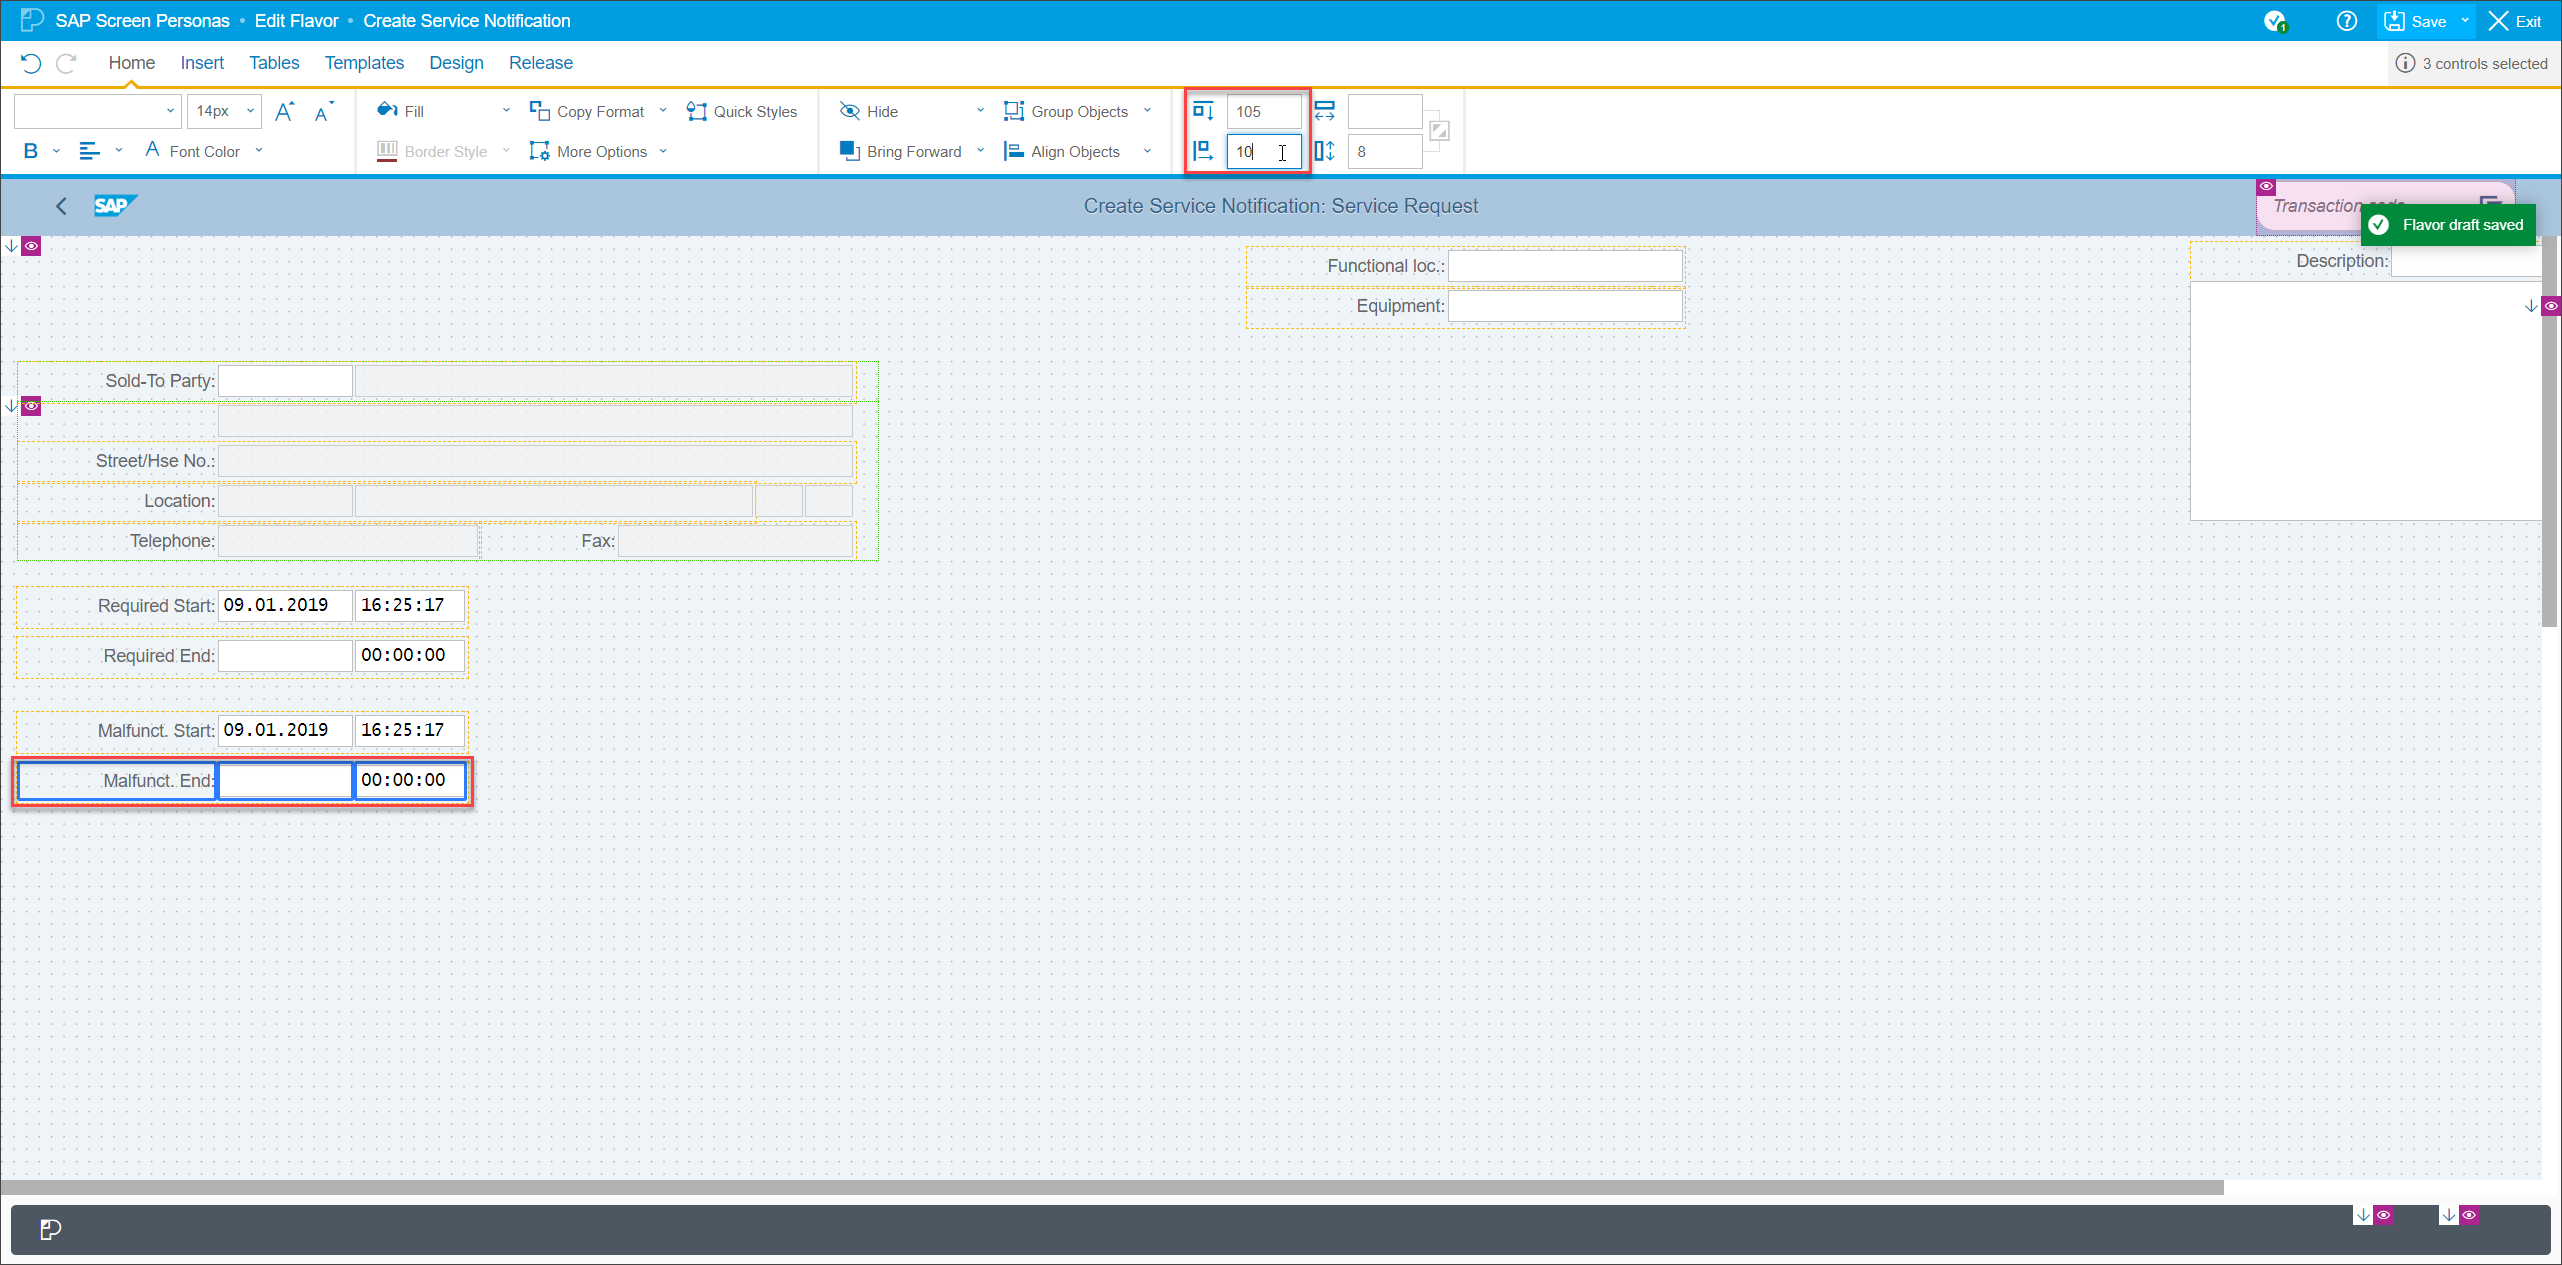 SAP Screen Personas • Edit Flavor • Create Service Notification
1
Save
Exit
Home Insert Tables Templates Design Release
3 controls selected
14px
Fill
Copy Format
Quick Styles
Hide
Group Objects
105
B
Font Color
Border Style
More Options
Bring Forward
Align Objects
10
8
SAP
Create Service Notification: Service Request
Transaction
Flavor draft saved
Functional loc.:
Description:
Equipment:
Sold-To Party:
Street/Hse No.:
Location:
Telephone:
Fax:
Required Start: 09.01.2019 16:25:17
Required End: 00:00:00
Malfunct. Start: 09.01.2019 16:25:17
Malfunct. End: 00:00:00